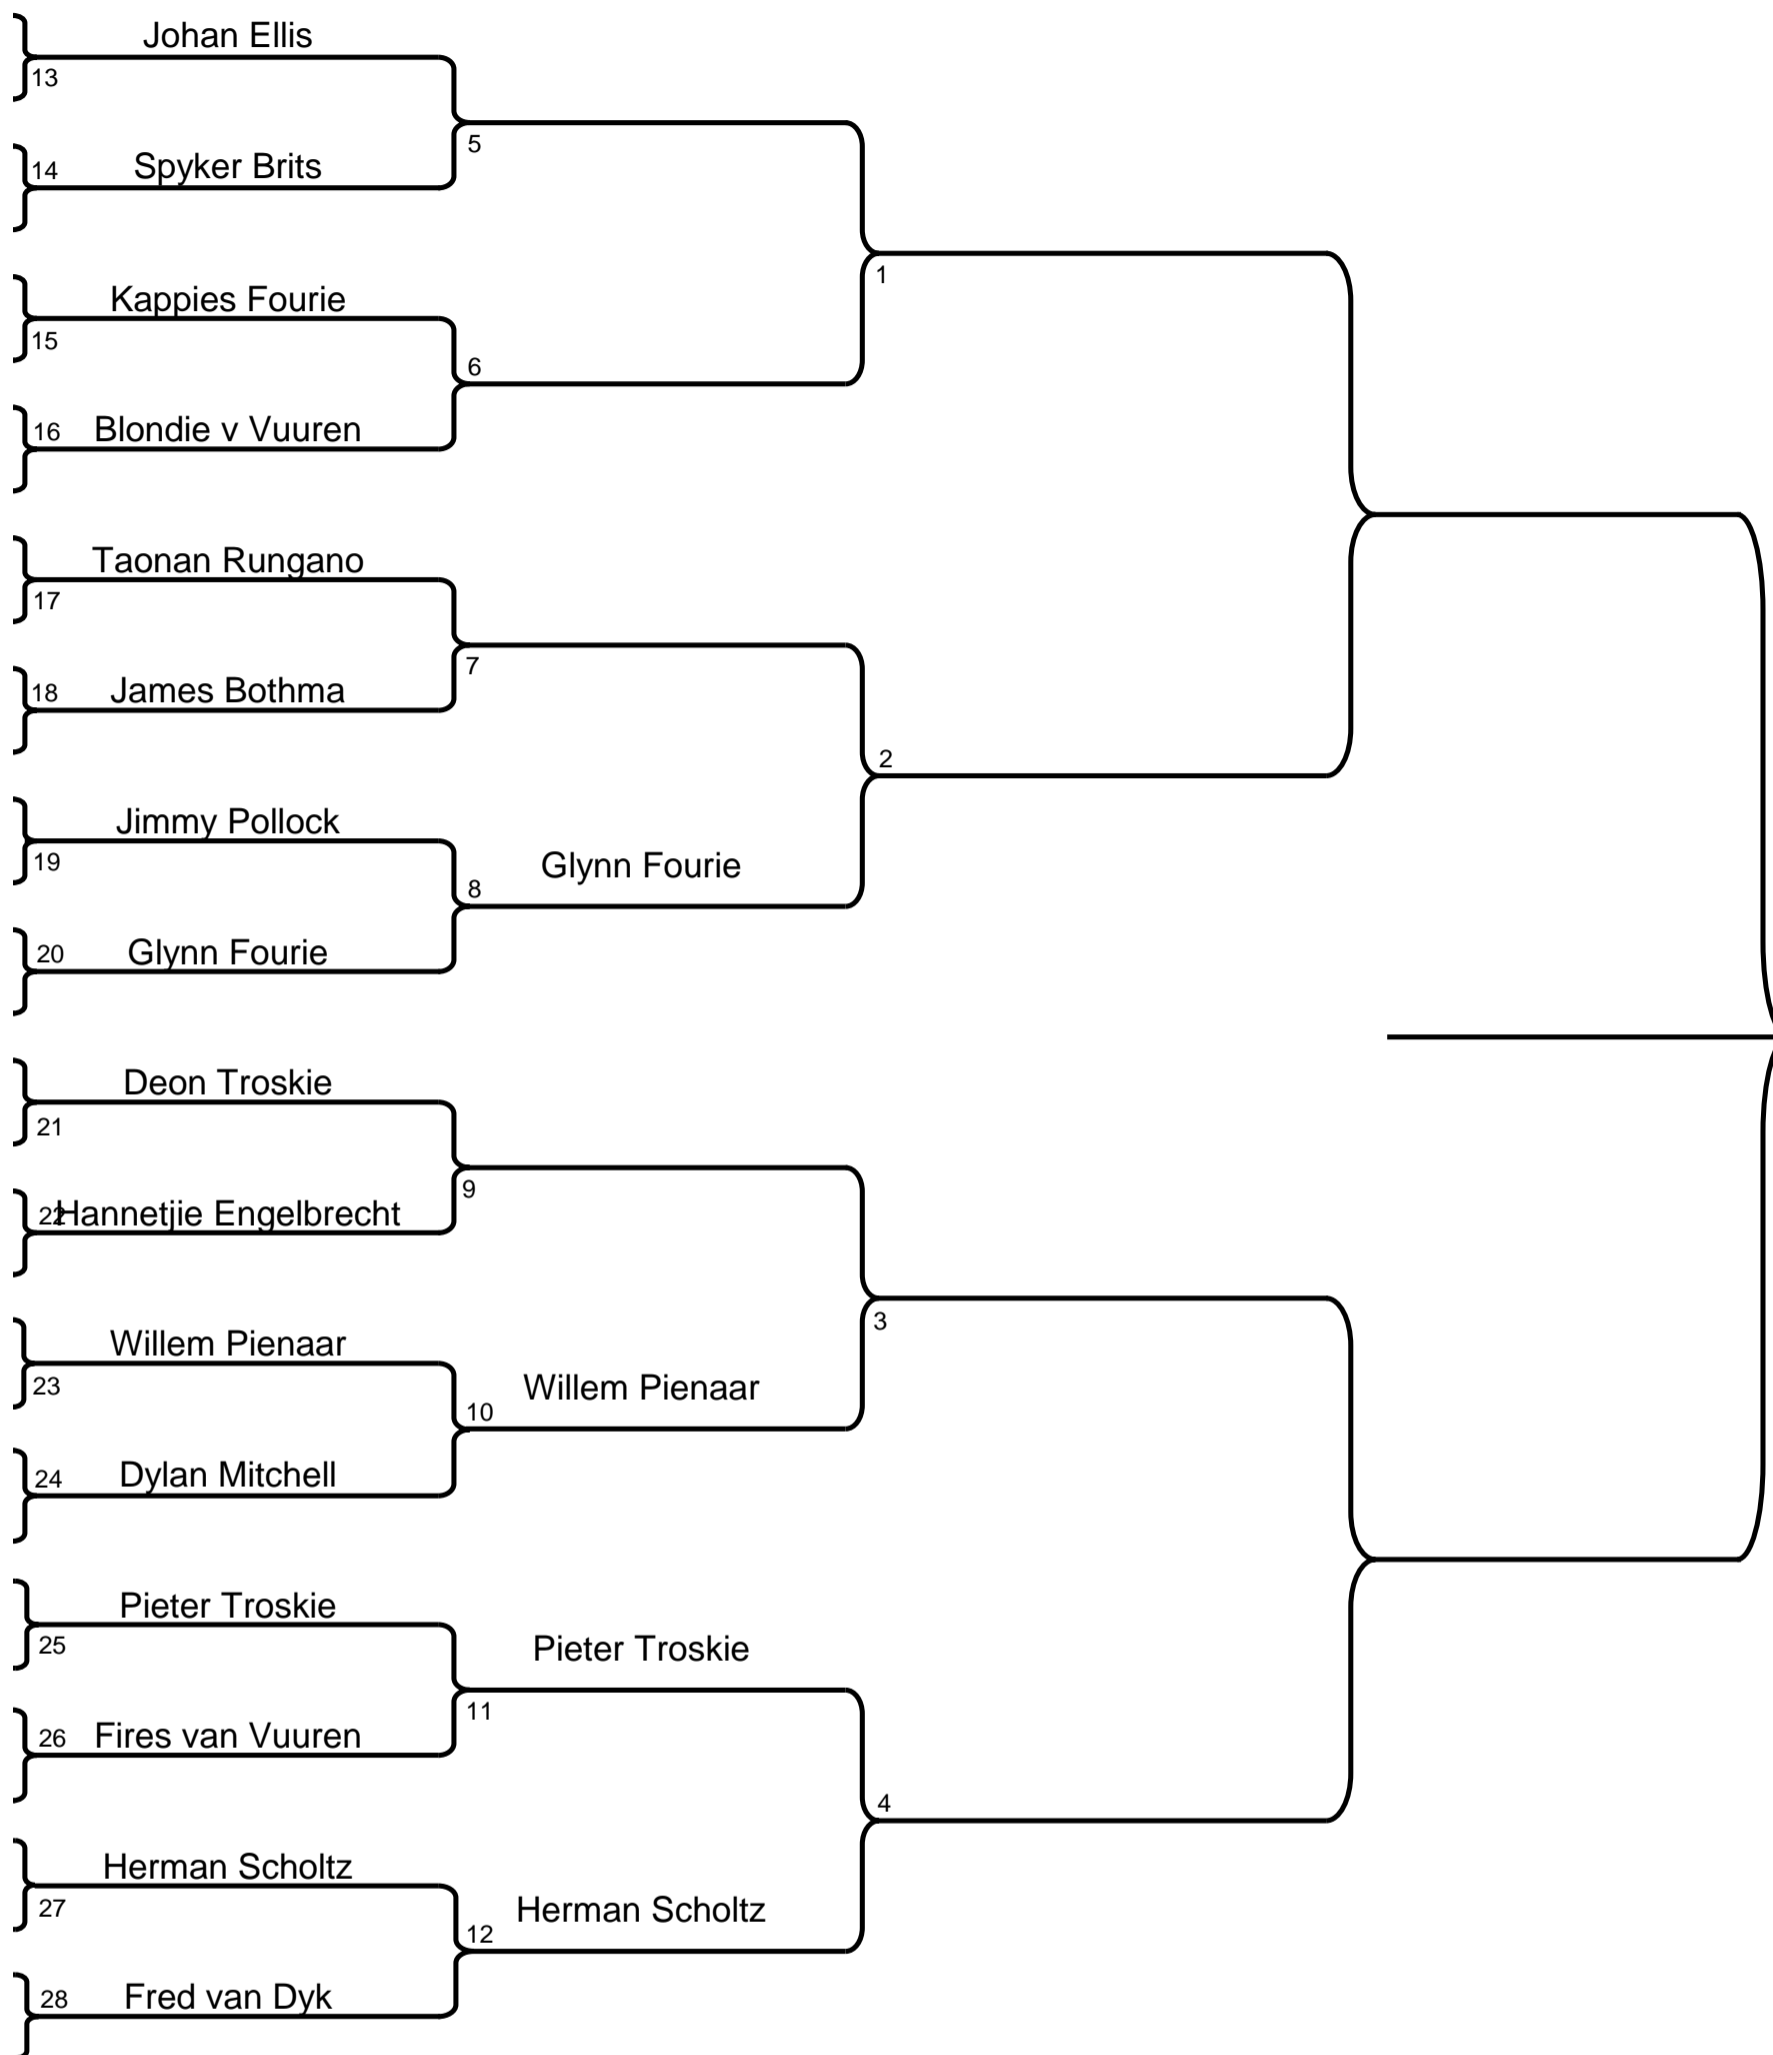 Johan Ellis
13
5
14 Spyker Brits
1
Kappies Fourie
15
6
16 Blondie v Vuuren
Taonan Rungano
17
7
18 James Bothma
2
Jimmy Pollock
19
Glynn Fourie
8
20 Glynn Fourie
Deon Troskie
21
9
22 Hannetjie Engelbrecht
3
Willem Pienaar
23
Willem Pienaar
10
24 Dylan Mitchell
Pieter Troskie
25
Pieter Troskie
11
26 Fires van Vuuren
4
Herman Scholtz
27
Herman Scholtz
12
28 Fred van Dyk